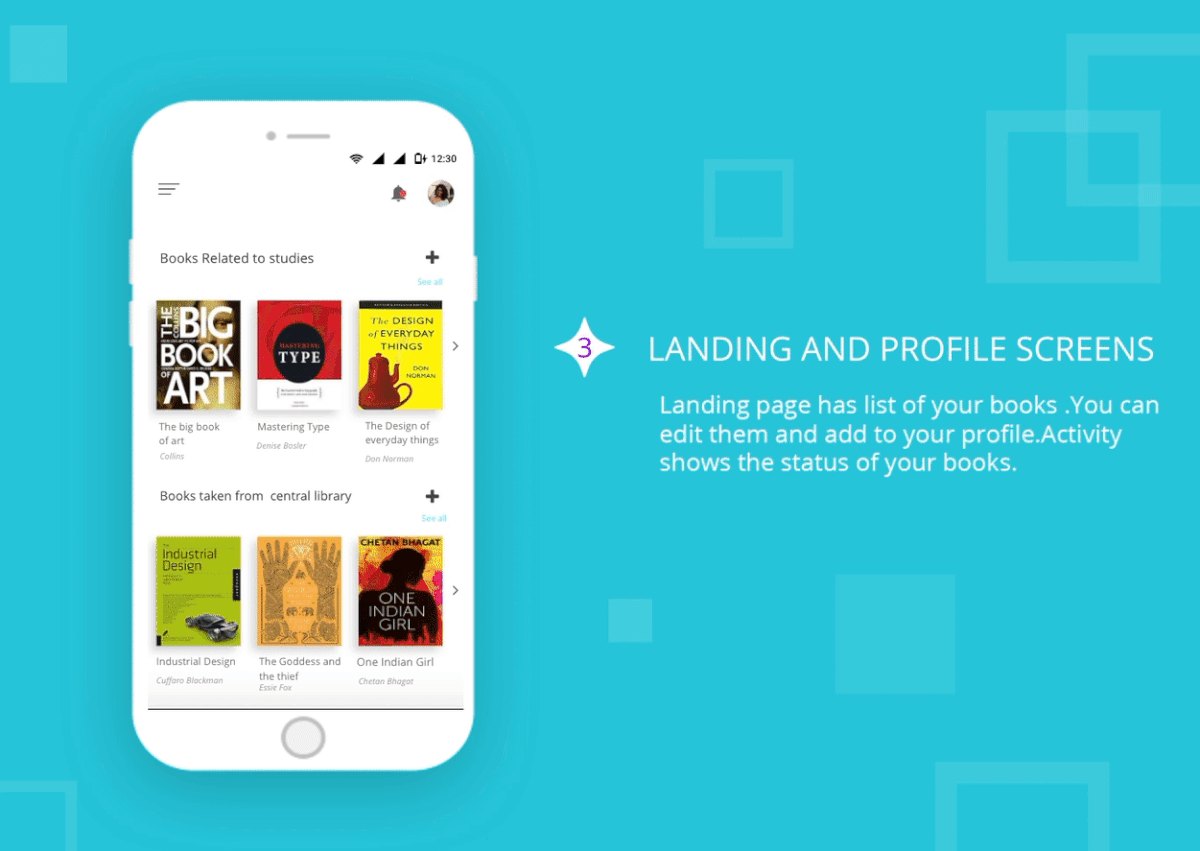 12:30
Books Related to studies
See all
THE
COLLINS
BIG
BOOK
OF
ART
MASTERING
TYPE
The DESIGN
of EVERYDAY
THINGS
DON
NORMAN
The big book
of art
Collins
Mastering Type
Denise Bosler
The Design of
everyday things
Don Norman
Books taken from central library
See all
Industrial
Design
CHETAN BHAGAT
ONE
INDIAN
GIRL
Industrial Design
Cuffaro Blackman
The Goddess and
the thief
Essie Fox
One Indian Girl
Chetan Bhagat
3
LANDING AND PROFILE SCREENS
Landing page has list of your books .You can
edit them and add to your profile.Activity
shows the status of your books.